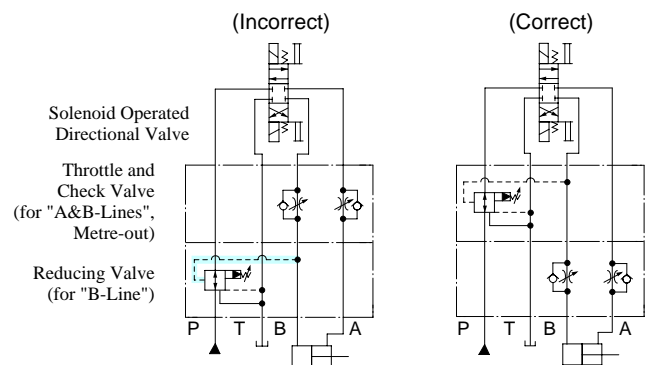 (Incorrect)
(Correct)
Solenoid Operated
Directional Valve
Throttle and
Check Valve
(for "A&B-Lines",
Metre-out)
Reducing Valve
(for "B-Line")
P T B A
P T B A